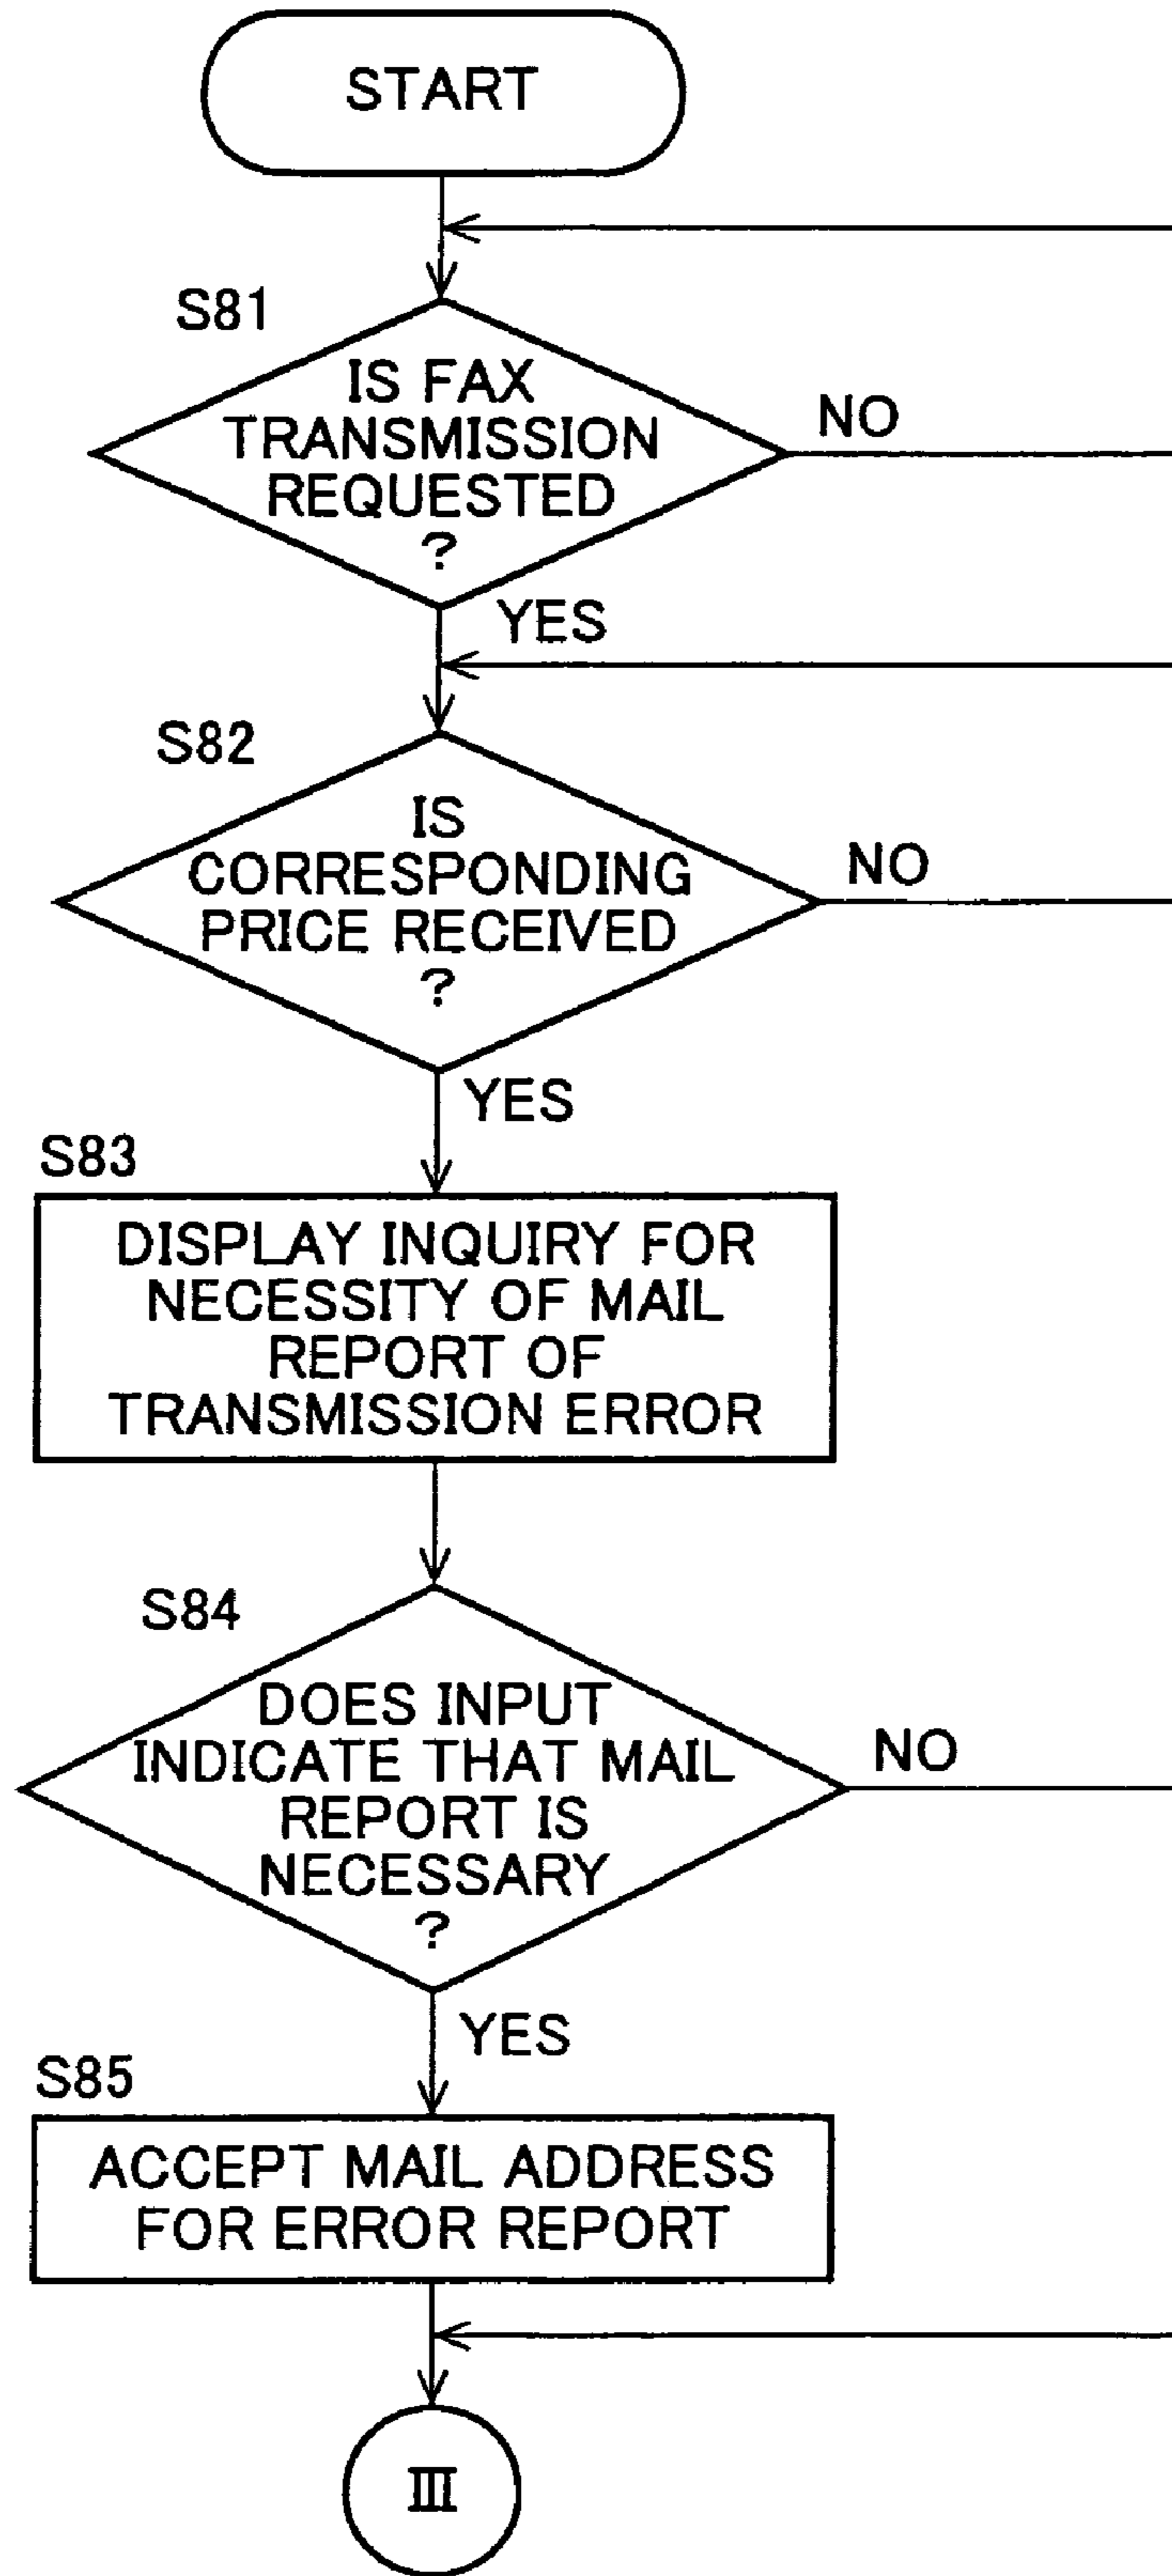 START
S81
IS FAX
TRANSMISSION
REQUESTED
?
NO
YES
S82
IS
CORRESPONDING
PRICE RECEIVED
?
NO
YES
S83
DISPLAY INQUIRY FOR
NECESSITY OF MAIL
REPORT OF
TRANSMISSION ERROR
S84
DOES INPUT
INDICATE THAT MAIL
REPORT IS
NECESSARY
?
NO
YES
S85
ACCEPT MAIL ADDRESS
FOR ERROR REPORT
III